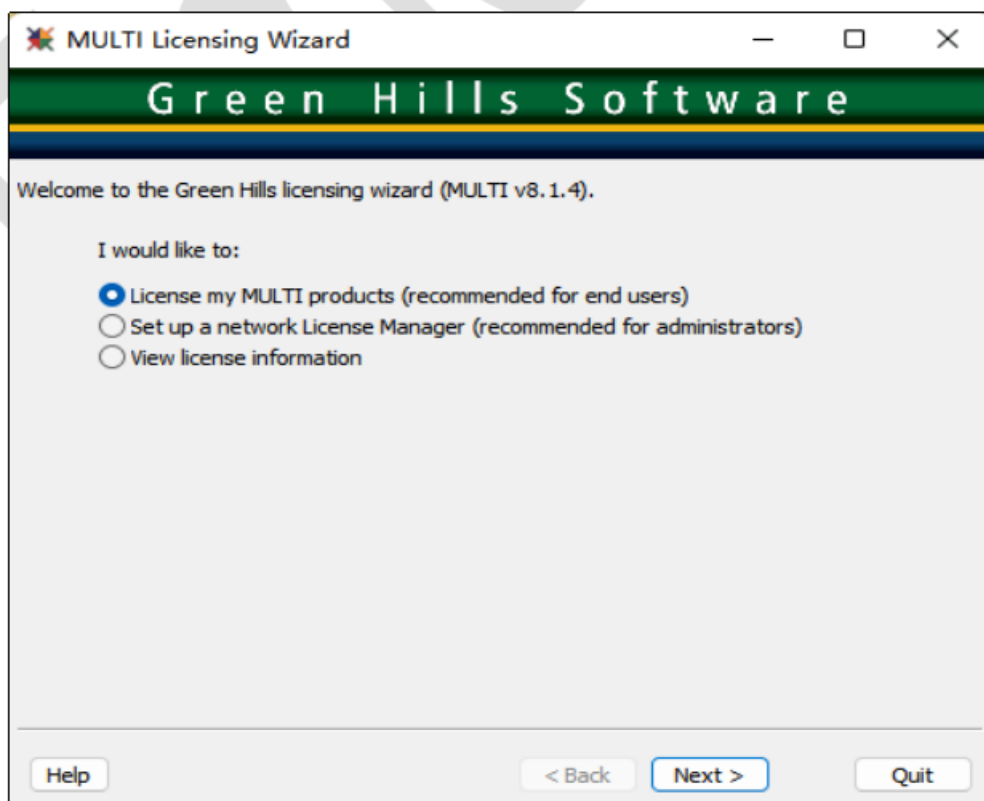 MULTI Licensing Wizard
Green Hills Software
Welcome to the Green Hills licensing wizard (MULTI v8.1.4).
I would like to:
License my MULTI products (recommended for end users)
Set up a network License Manager (recommended for administrators)
View license information
Help < Back Next > Quit